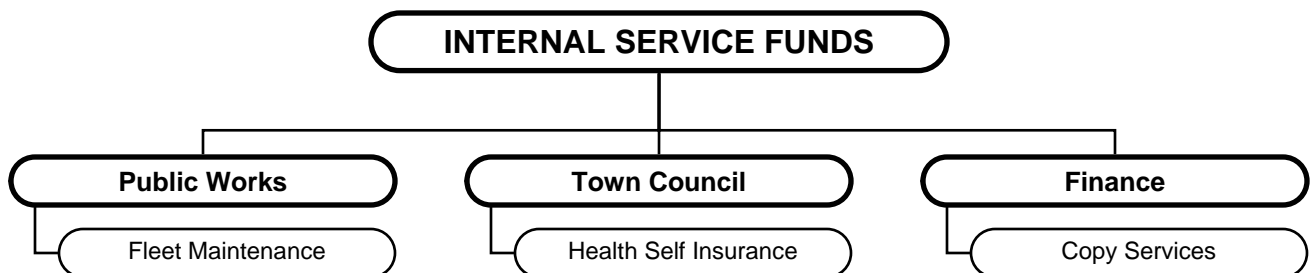 INTERNAL SERVICE FUNDS
Public Works
Town Council
Finance
Fleet Maintenance
Health Self Insurance
Copy Services